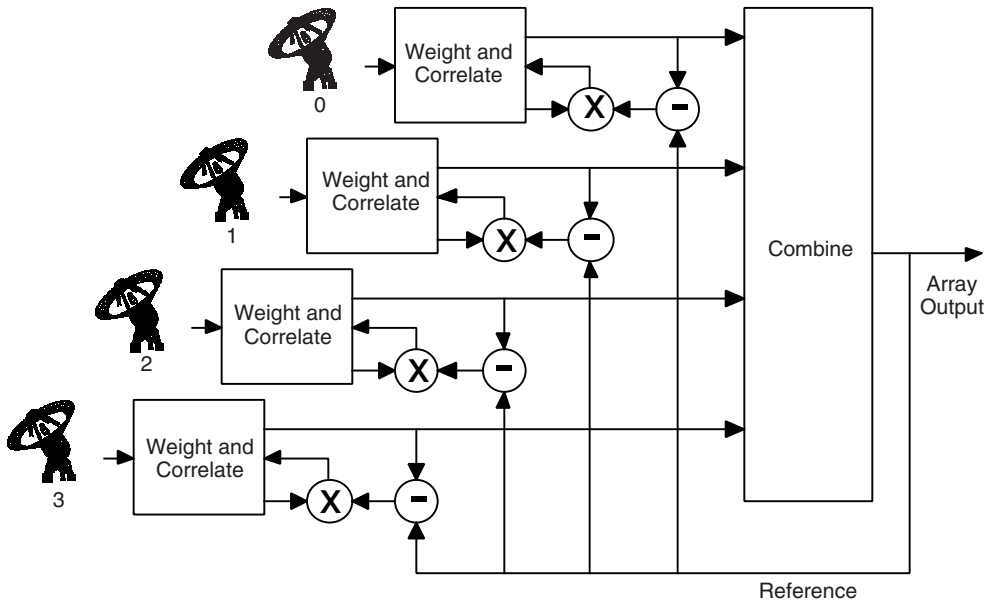 Weight and
Correlate
X
-
0
Weight and
Correlate
X
-
1
Combine
Array
Output
Weight and
Correlate
X
-
2
Weight and
Correlate
X
-
3
Reference